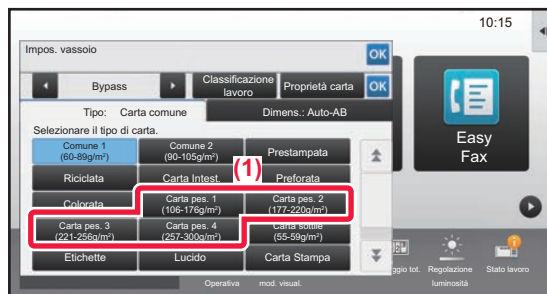 10:15
Impos. vassoio
OK
Bypass
Classificazione
lavoro
Proprietà carta
OK
Tipo: Carta comune
Dimens.: Auto-AB
Selezionare il tipo di carta.
Comune 1
(60-89g/m²)
Comune 2
(90-105g/m²)
Prestampata
Riciclata
Carta Intest.
(1)
Preforata
Colorata
Carta pes. 1
(106-176g/m²)
Carta pes. 2
(177-220g/m²)
Carta pes. 3
(221-256g/m²)
Carta pes. 4
(257-300g/m²)
Carta sottile
(55-59g/m²)
Etichette
Lucido
Carta Stampa
Easy
Fax
ggio tot.
Regolazione
luminosità
Stato lavoro
Operativa
mod. visual.